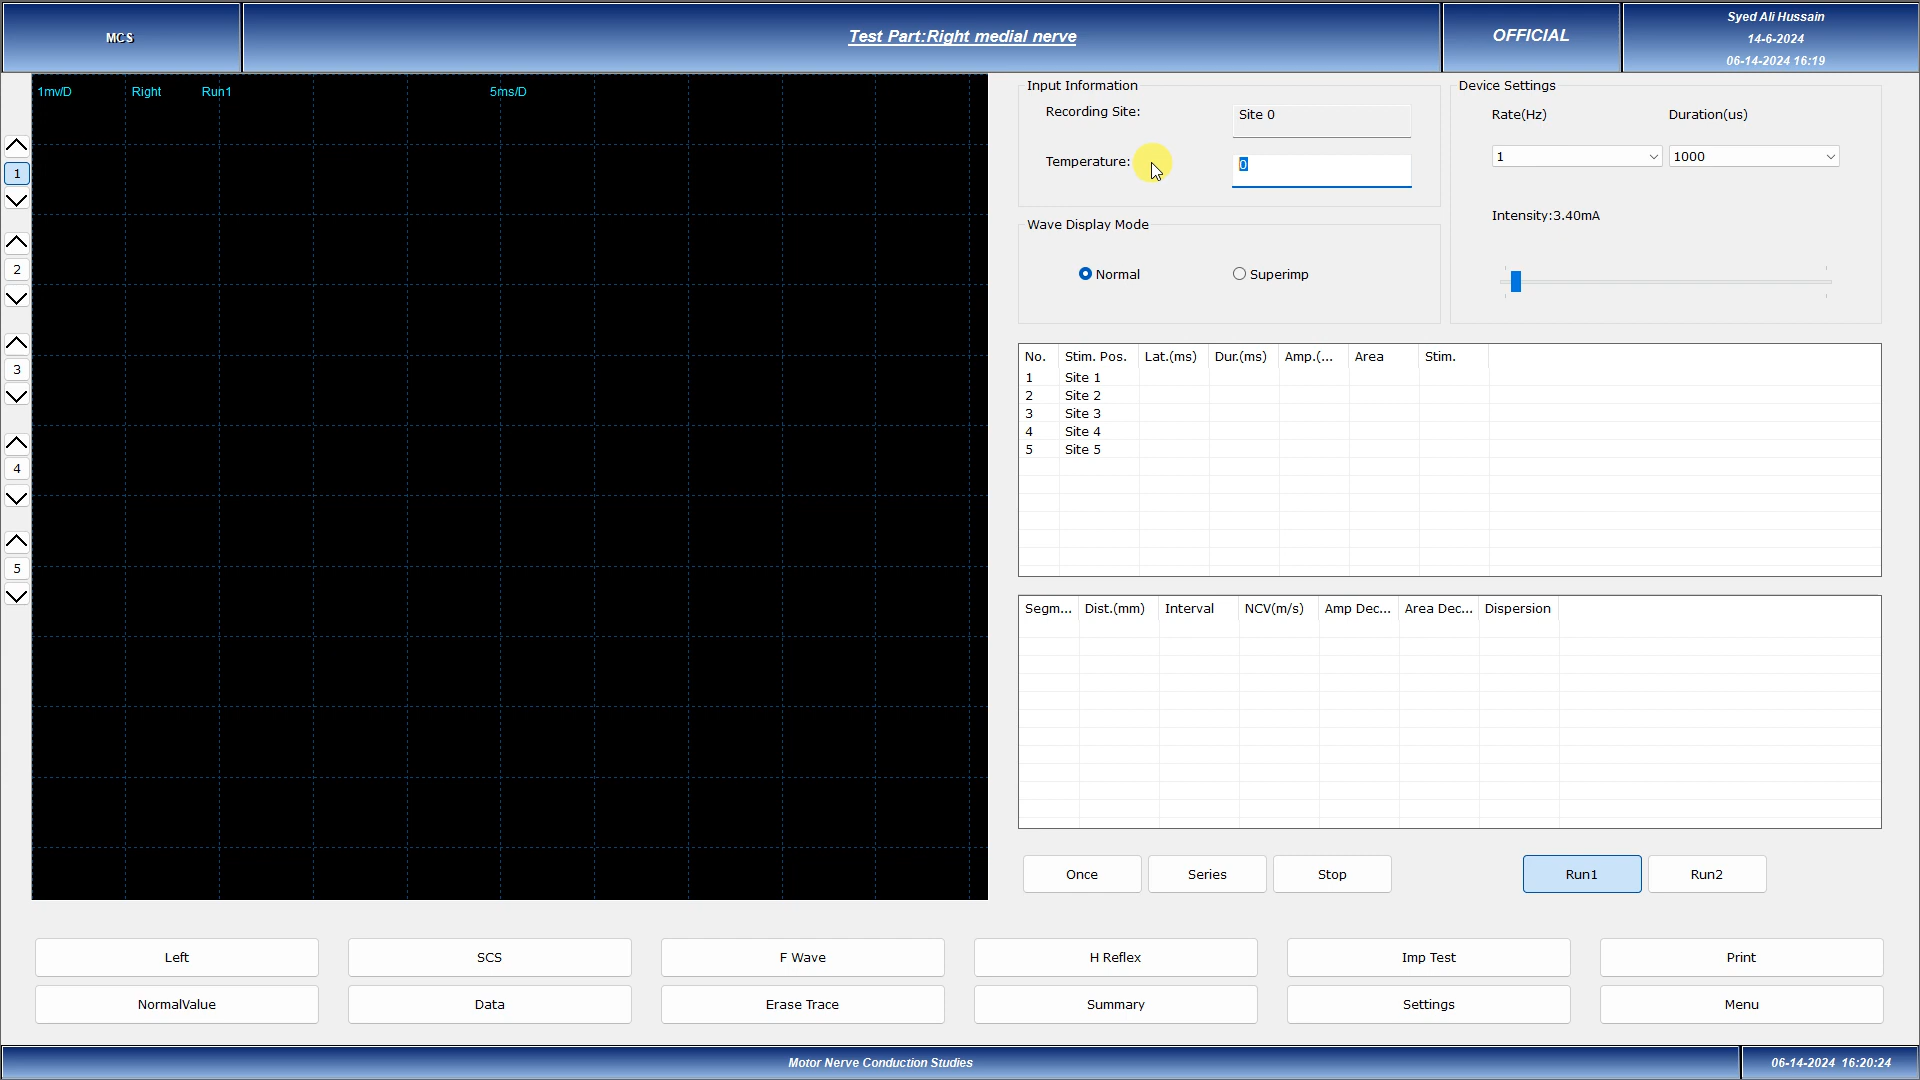 MCS
Test Part:Right medial nerve
OFFICIAL
Syed Ali Hussain
14-6-2024
06-14-2024 16:19
1mv/D Right Run1 5ms/D
1
2
3
4
5
Input Information
Recording Site: Site 0
Temperature: 0
Wave Display Mode
Normal Superimp
Device Settings
Rate(Hz) Duration(us)
1 1000
Intensity:3.40mA
No. Stim. Pos. Lat.(ms) Dur.(ms) Amp.(... Area Stim.
1 Site 1
2 Site 2
3 Site 3
4 Site 4
5 Site 5
Segm... Dist.(mm) Interval NCV(m/s) Amp Dec... Area Dec... Dispersion
Once Series Stop Run1 Run2
Left SCS F Wave H Reflex Imp Test Print
NormalValue Data Erase Trace Summary Settings Menu
Motor Nerve Conduction Studies 06-14-2024 16:20:24